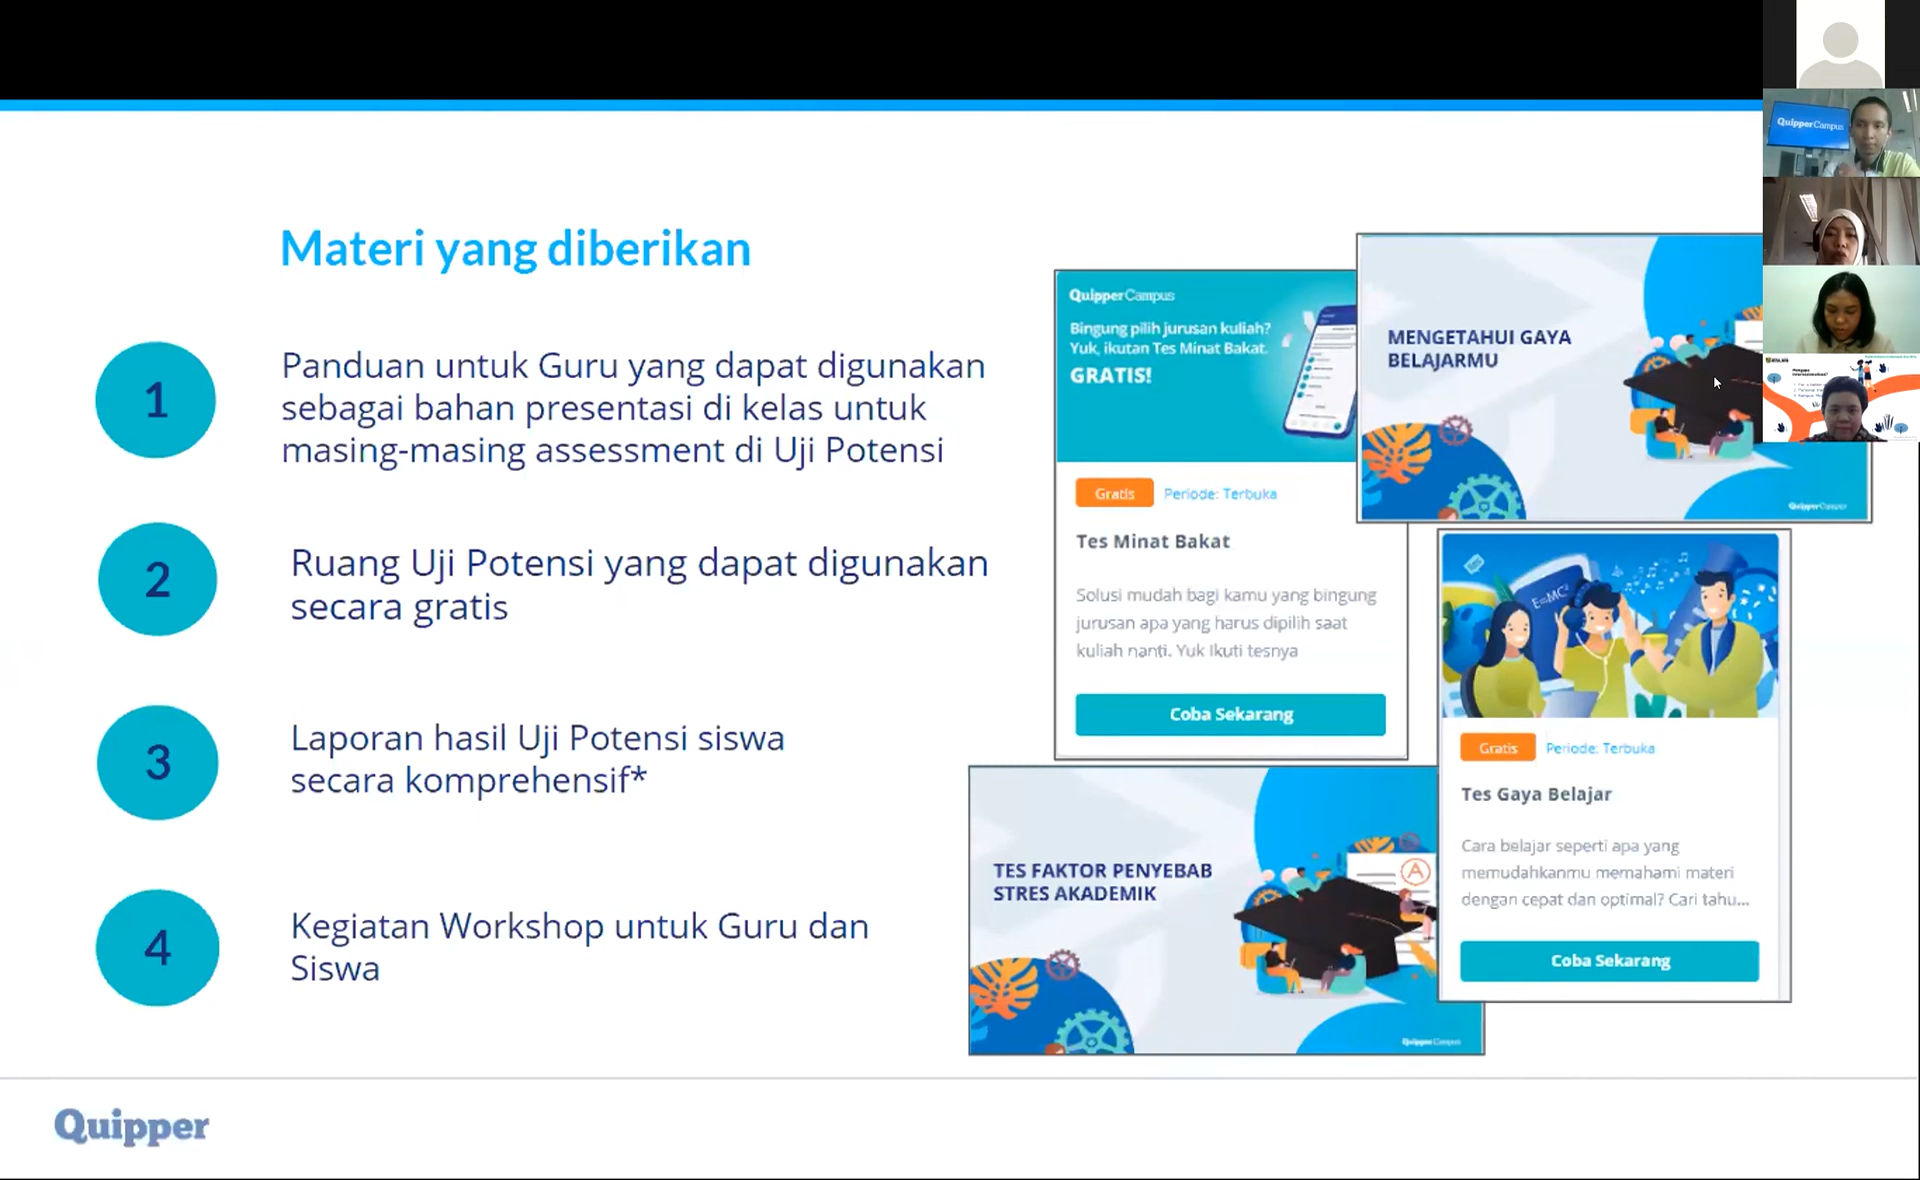 Materi yang diberikan
1
Panduan untuk Guru yang dapat digunakan
sebagai bahan presentasi di kelas untuk
masing-masing assessment di Uji Potensi
2
Ruang Uji Potensi yang dapat digunakan
secara gratis
3
Laporan hasil Uji Potensi siswa
secara komprehensif*
4
Kegiatan Workshop untuk Guru dan
Siswa
QuipperCampus
Bingung pilih jurusan kuliah?
Yuk, ikutan Tes Minat Bakat.
GRATIS!
Gratis
Periode: Terbuka
Tes Minat Bakat
Solusi mudah bagi kamu yang bingung
jurusan apa yang harus dipilih saat
kuliah nanti. Yuk Ikuti tesnya
Coba Sekarang
MENGETAHUI GAYA
BELAJARMU
QuipperCampus
E=MC²
Gratis
Periode: Terbuka
Tes Gaya Belajar
Cara belajar seperti apa yang
memudahkanmu memahami materi
dengan cepat dan optimal? Cari tahu...
Coba Sekarang
TES FAKTOR PENYEBAB
STRES AKADEMIK
A
QuipperCampus
Quipper
QuipperCampus